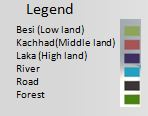 Legend
Besi (Low land)
Kachhad(Middle land)
Laka (High land)
River
Road
Forest